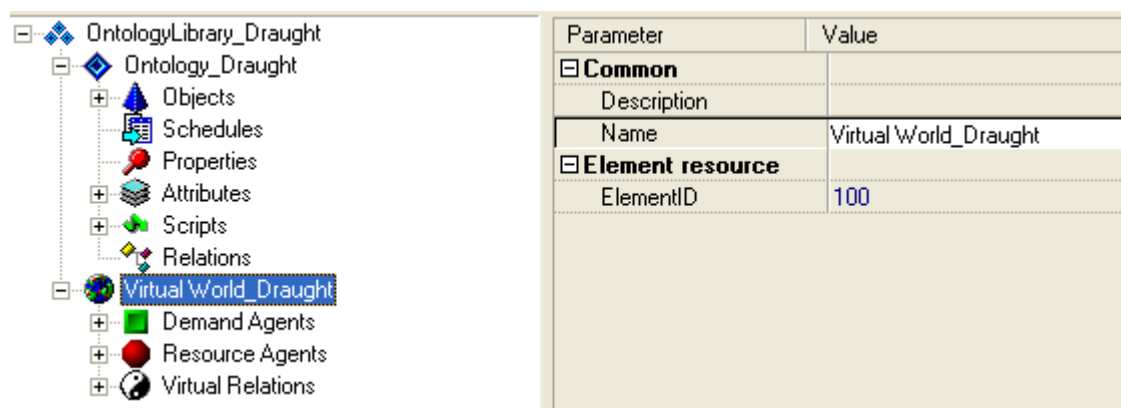 OntologyLibrary_Draught
Ontology_Draught
Objects
Schedules
Properties
Attributes
Scripts
Relations
Virtual World_Draught
Demand Agents
Resource Agents
Virtual Relations
Parameter Value
Common
Description
Name Virtual World_Draught
Element resource
ElementID 100